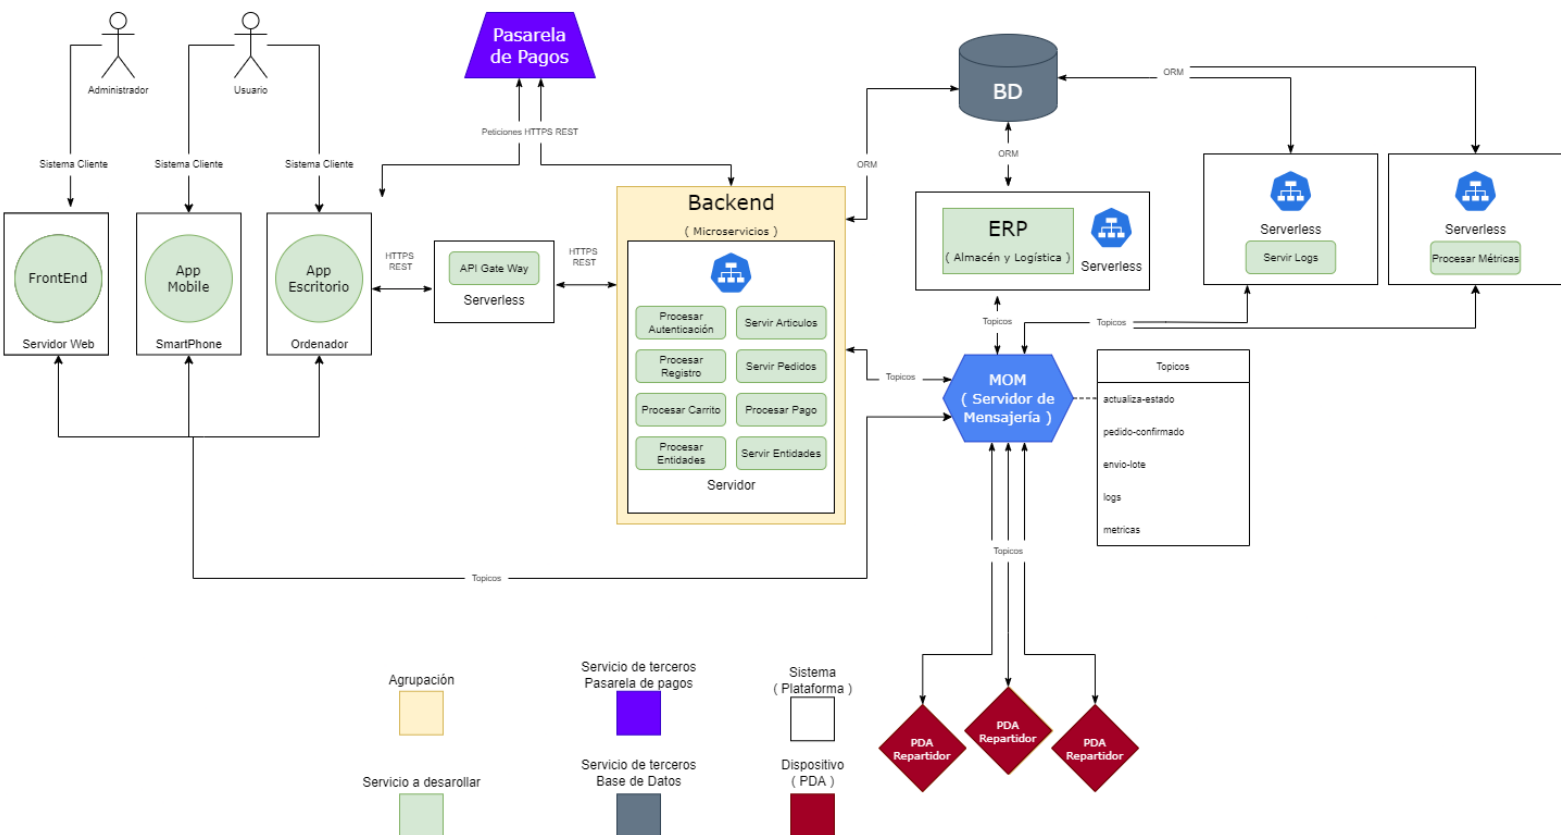 Pasarela
de Pagos
BD
ORM
Administrador
Usuario
Peticiones HTTPS REST
Sistema Cliente
Sistema Cliente
Sistema Cliente
ORM
ORM
Backend
( Microservicios )
ERP
( Almacén y Logística )
Serverless
Serverless
Servir Logs
Serverless
Procesar Métricas
FrontEnd
Servidor Web
App
Mobile
SmartPhone
App
Escritorio
Ordenador
HTTPS
REST
API Gate Way
Serverless
HTTPS
REST
Procesar
Autenticación
Servir Articulos
Procesar
Registro
Servir Pedidos
Procesar Carrito
Procesar Pago
Procesar
Entidades
Servir Entidades
Servidor
Topicos
Topicos
Topicos
MOM
( Servidor de
Mensajería )
Topicos
actualiza-estado
pedido-confirmado
envio-lote
logs
metricas
Topicos
Topicos
PDA
Repartidor
PDA
Repartidor
PDA
Repartidor
Agrupación
Servicio de terceros
Pasarela de pagos
Sistema
( Plataforma )
Servicio a desarollar
Servicio de terceros
Base de Datos
Dispositivo
( PDA )